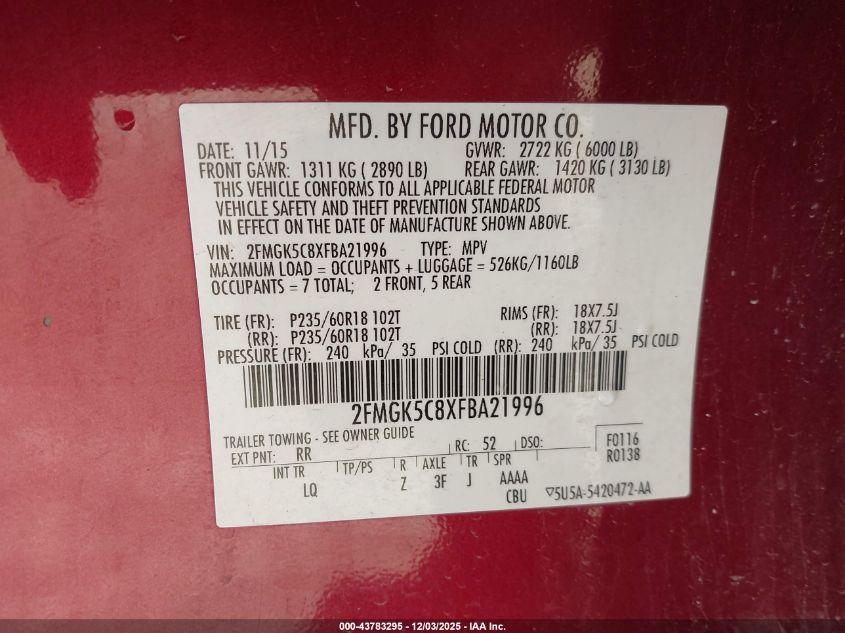 MFD. BY FORD MOTOR CO.
DATE: 11/15 GVWR: 2722 KG ( 6000 LB)
FRONT GAWR: 1311 KG ( 2890 LB) REAR GAWR: 1420 KG ( 3130 LB)
THIS VEHICLE CONFORMS TO ALL APPLICABLE FEDERAL MOTOR
VEHICLE SAFETY AND THEFT PREVENTION STANDARDS
IN EFFECT ON THE DATE OF MANUFACTURE SHOWN ABOVE.
VIN: 2FMGK5C8XFBA21996 TYPE: MPV
MAXIMUM LOAD = OCCUPANTS + LUGGAGE = 526KG/1160LB
OCCUPANTS = 7 TOTAL; 2 FRONT, 5 REAR
TIRE (FR): P235/60R18 102T RIMS (FR): 18X7.5J
(RR): P235/60R18 102T (RR): 18X7.5J
PRESSURE (FR): 240 kPa/ 35 PSI COLD (RR): 240 kPa/ 35 PSI COLD
2FMGK5C8XFBA21996
TRAILER TOWING - SEE OWNER GUIDE
EXT PNT: RR RC: 52 DSO: F0116
R0138
INT TR TP/PS R AXLE TR SPR
LQ Z 3F J AAAA
CBU ▽5U5A-5420472-AA
000-43783295 - 12/03/2025 - IAA Inc.